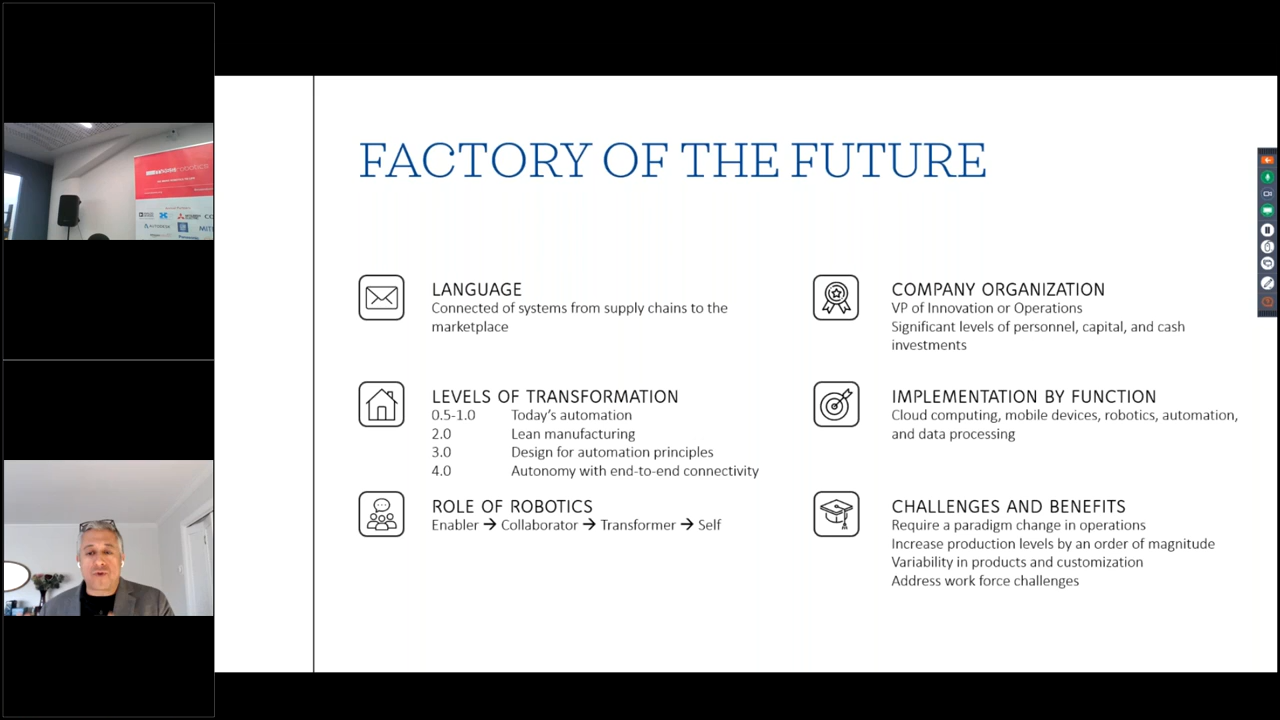 FACTORY OF THE FUTURE
LANGUAGE
Connected of systems from supply chains to the
marketplace
LEVELS OF TRANSFORMATION
0.5-1.0 Today's automation
2.0 Lean manufacturing
3.0 Design for automation principles
4.0 Autonomy with end-to-end connectivity
ROLE OF ROBOTICS
Enabler → Collaborator → Transformer → Self
COMPANY ORGANIZATION
VP of Innovation or Operations
Significant levels of personnel, capital, and cash
investments
IMPLEMENTATION BY FUNCTION
Cloud computing, mobile devices, robotics, automation,
and data processing
CHALLENGES AND BENEFITS
Require a paradigm change in operations
Increase production levels by an order of magnitude
Variability in products and customization
Address work force challenges
robotics
AUTODESK